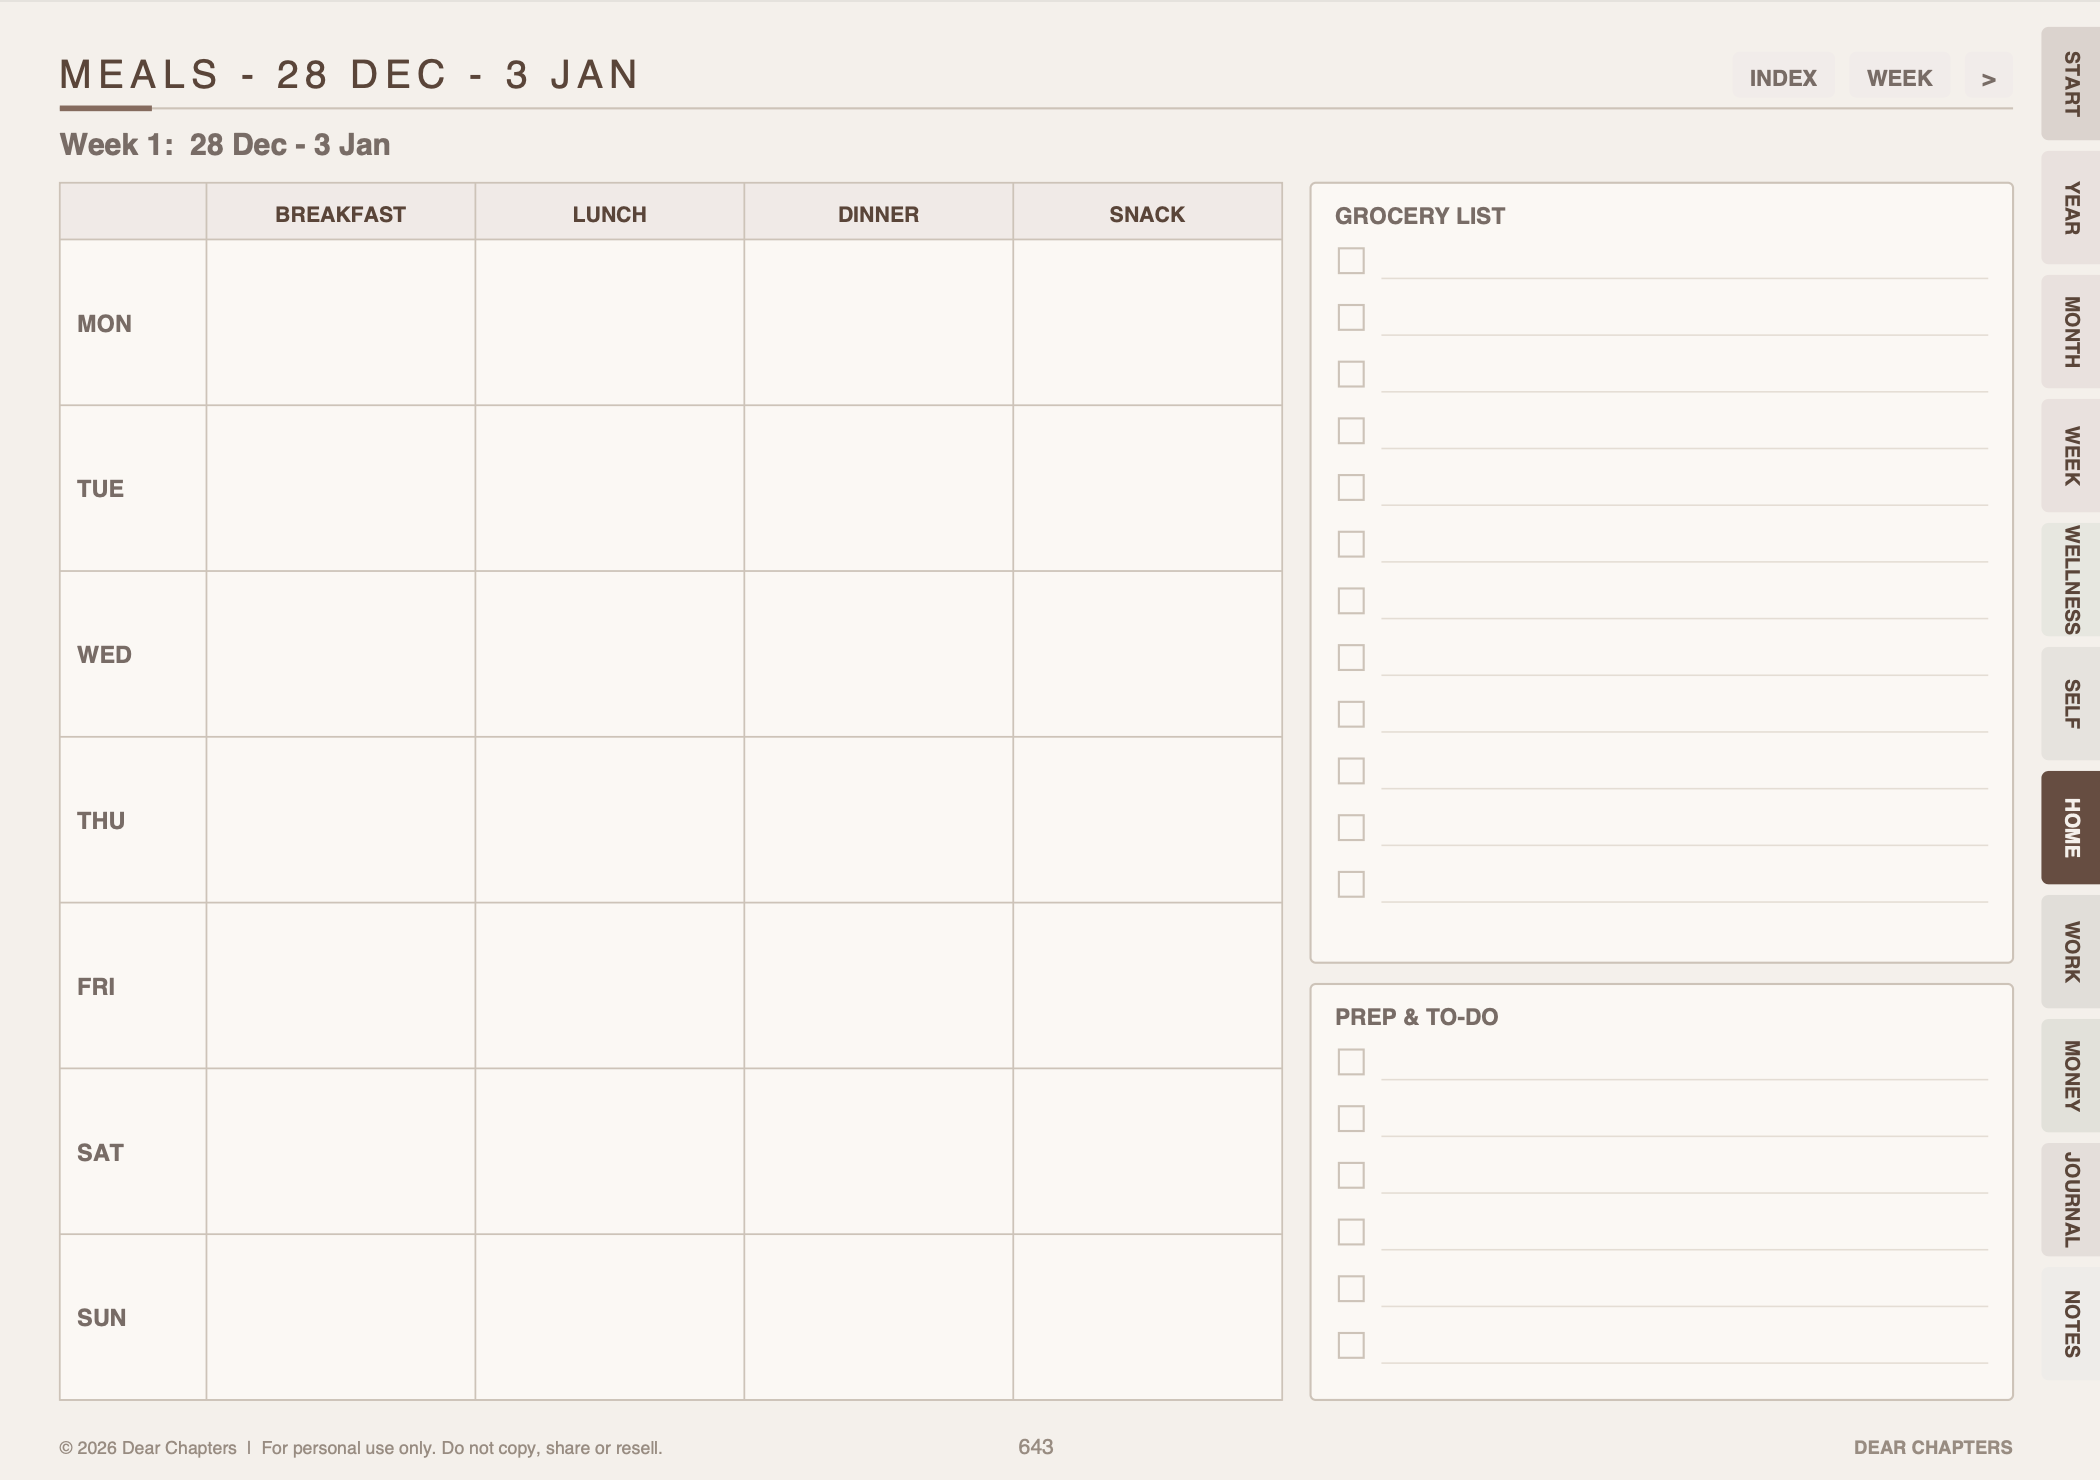 MEALS - 28 DEC - 3 JAN
INDEX
WEEK
>
Week 1: 28 Dec - 3 Jan
BREAKFAST LUNCH DINNER SNACK
MON
TUE
WED
THU
FRI
SAT
SUN
GROCERY LIST
PREP & TO-DO
START
YEAR
MONTH
WEEK
WELLNESS
SELF
HOME
WORK
MONEY
JOURNAL
NOTES
© 2026 Dear Chapters | For personal use only. Do not copy, share or resell.
643
DEAR CHAPTERS